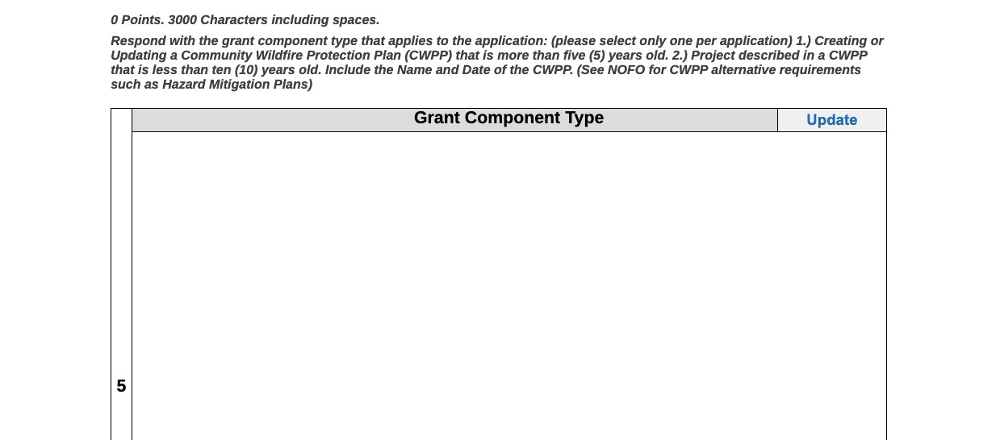 0 Points. 3000 Characters including spaces.
Respond with the grant component type that applies to the application: (please select only one per application) 1.) Creating or
Updating a Community Wildfire Protection Plan (CWPP) that is more than five (5) years old. 2.) Project described in a CWPP
that is less than ten (10) years old. Include the Name and Date of the CWPP. (See NOFO for CWPP alternative requirements
such as Hazard Mitigation Plans)
Grant Component Type
Update
5